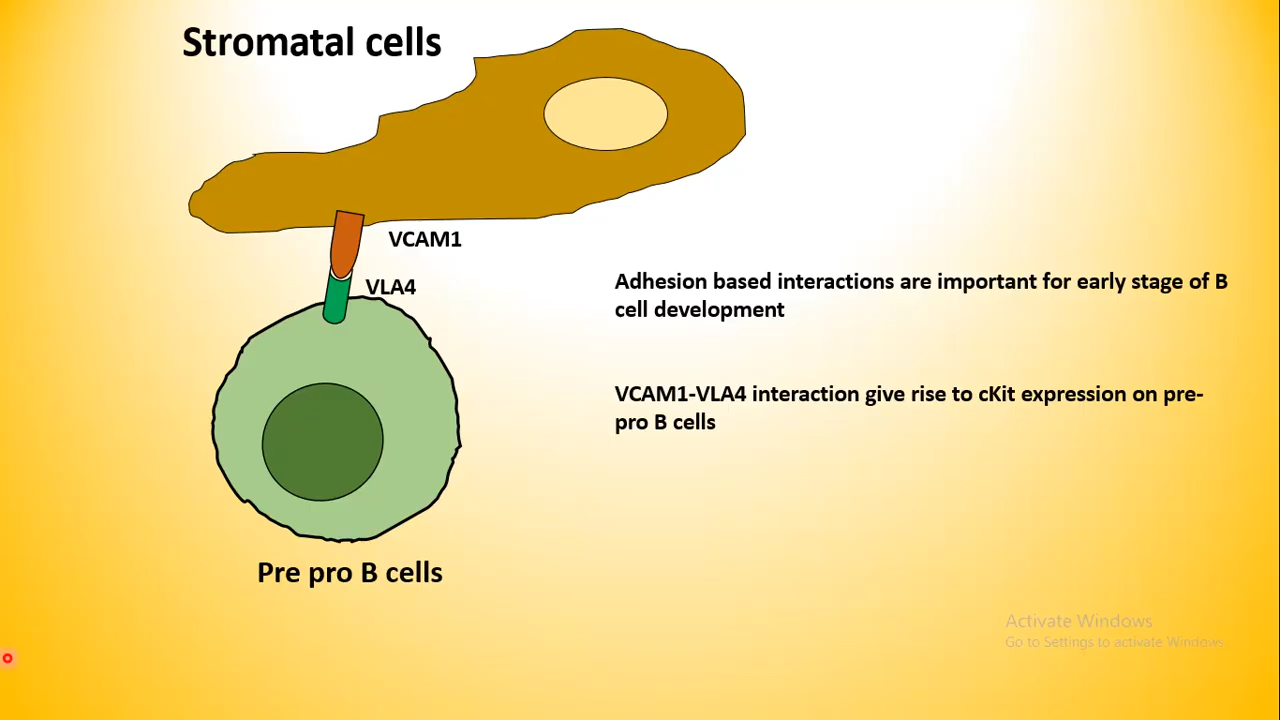 Stromatal cells
VCAM1
VLA4
Adhesion based interactions are important for early stage of B
cell development
VCAM1-VLA4 interaction give rise to cKit expression on pre-
pro B cells
Pre pro B cells
Activate Windows
Go to Settings to activate Windows